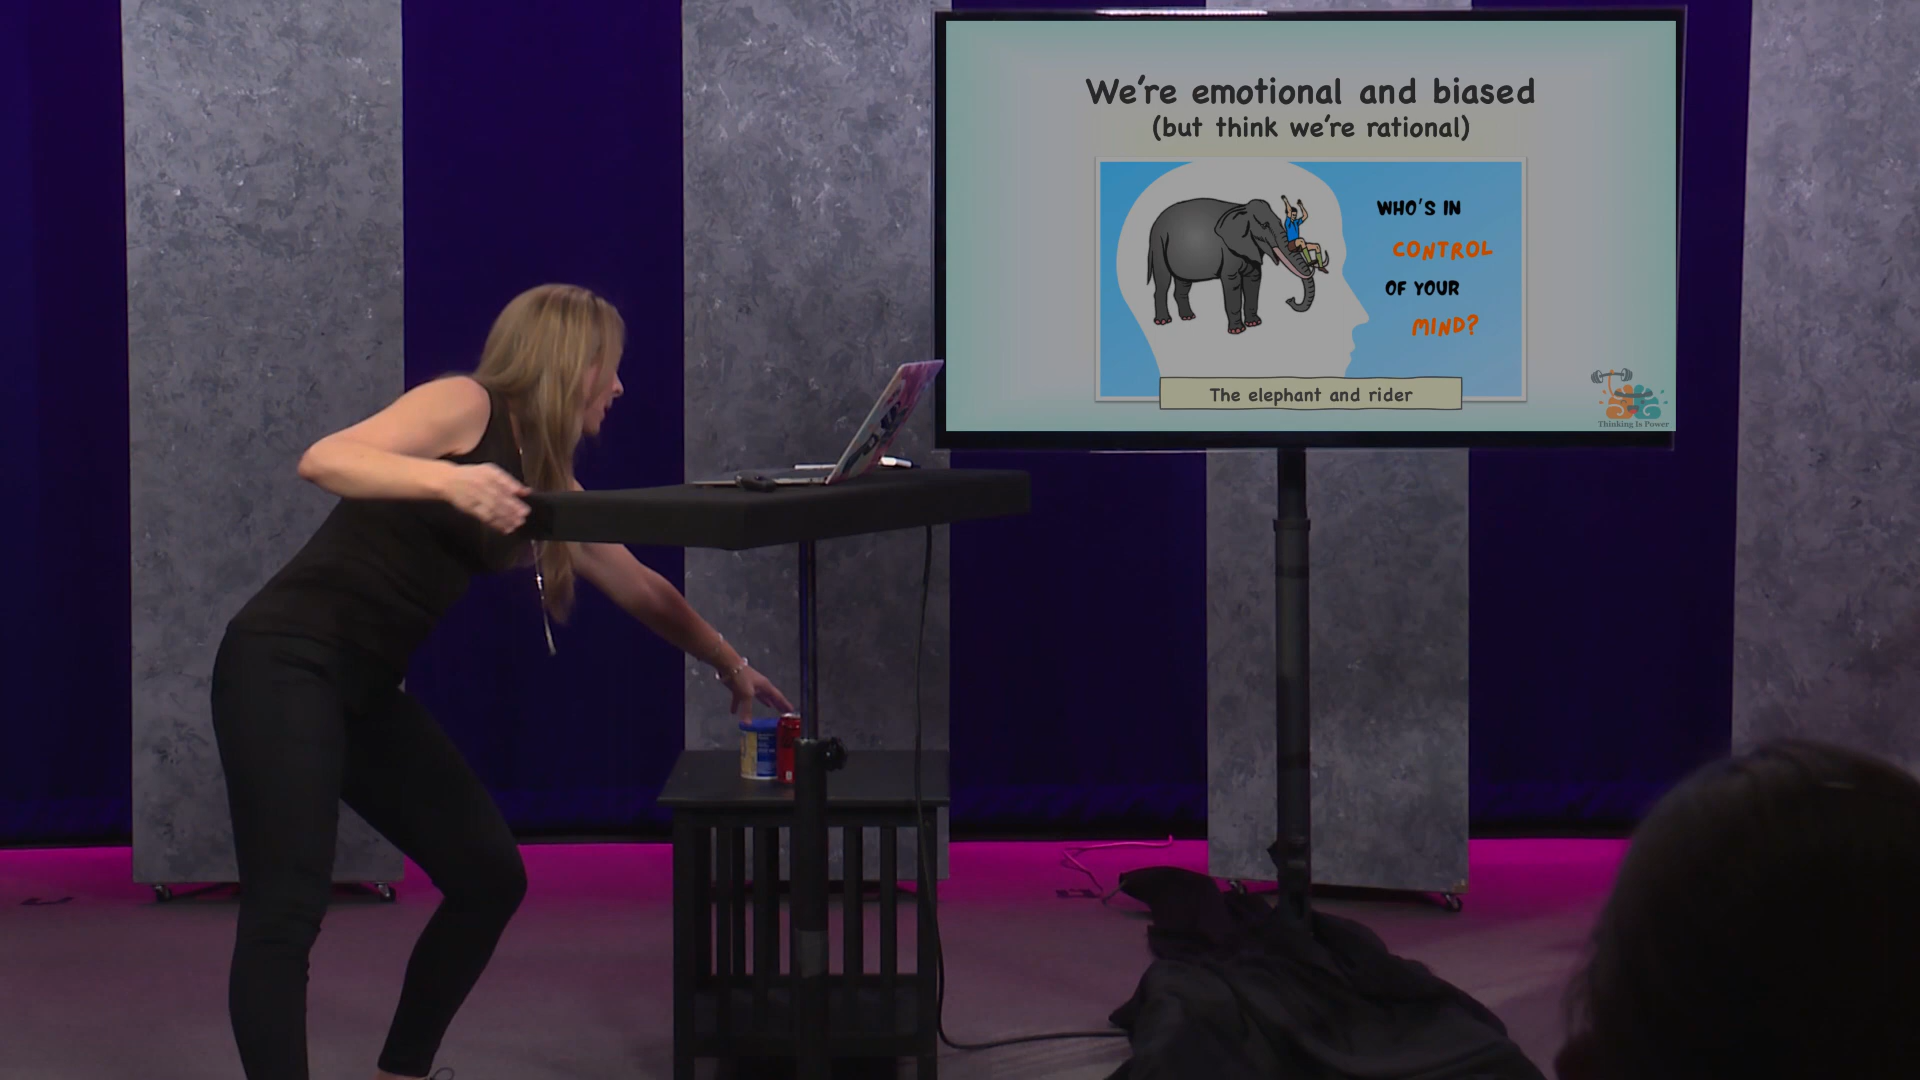 We're emotional and biased
(but think we're rational)
WHO'S IN
CONTROL
OF YOUR
MIND?
The elephant and rider
Thinking Is Power